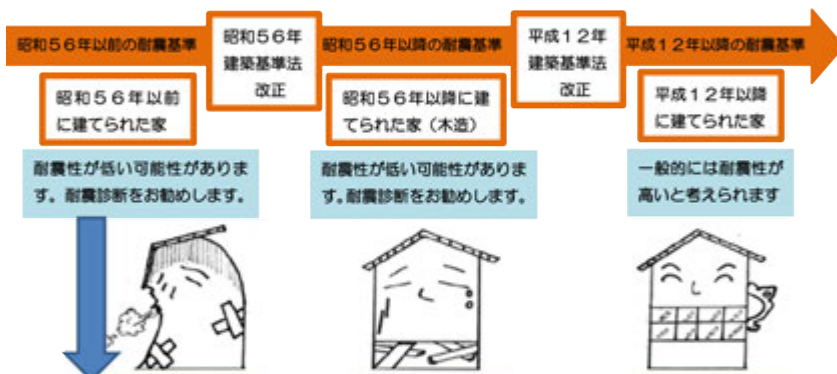 昭和５６年以前の耐震基準
昭和５６年
建築基準法
改正
昭和５６年以降の耐震基準
平成１２年
建築基準法
改正
平成１２年以降の耐震基準
昭和５６年以前
に建てられた家
昭和５６年以降に建
てられた家（木造）
平成１２年以降
に建てられた家
耐震性が低い可能性がありま
す。耐震診断をお勧めします。
耐震性が低い可能性がありま
す。耐震診断をお勧めします。
一般的には耐震性が
高いと考えられます